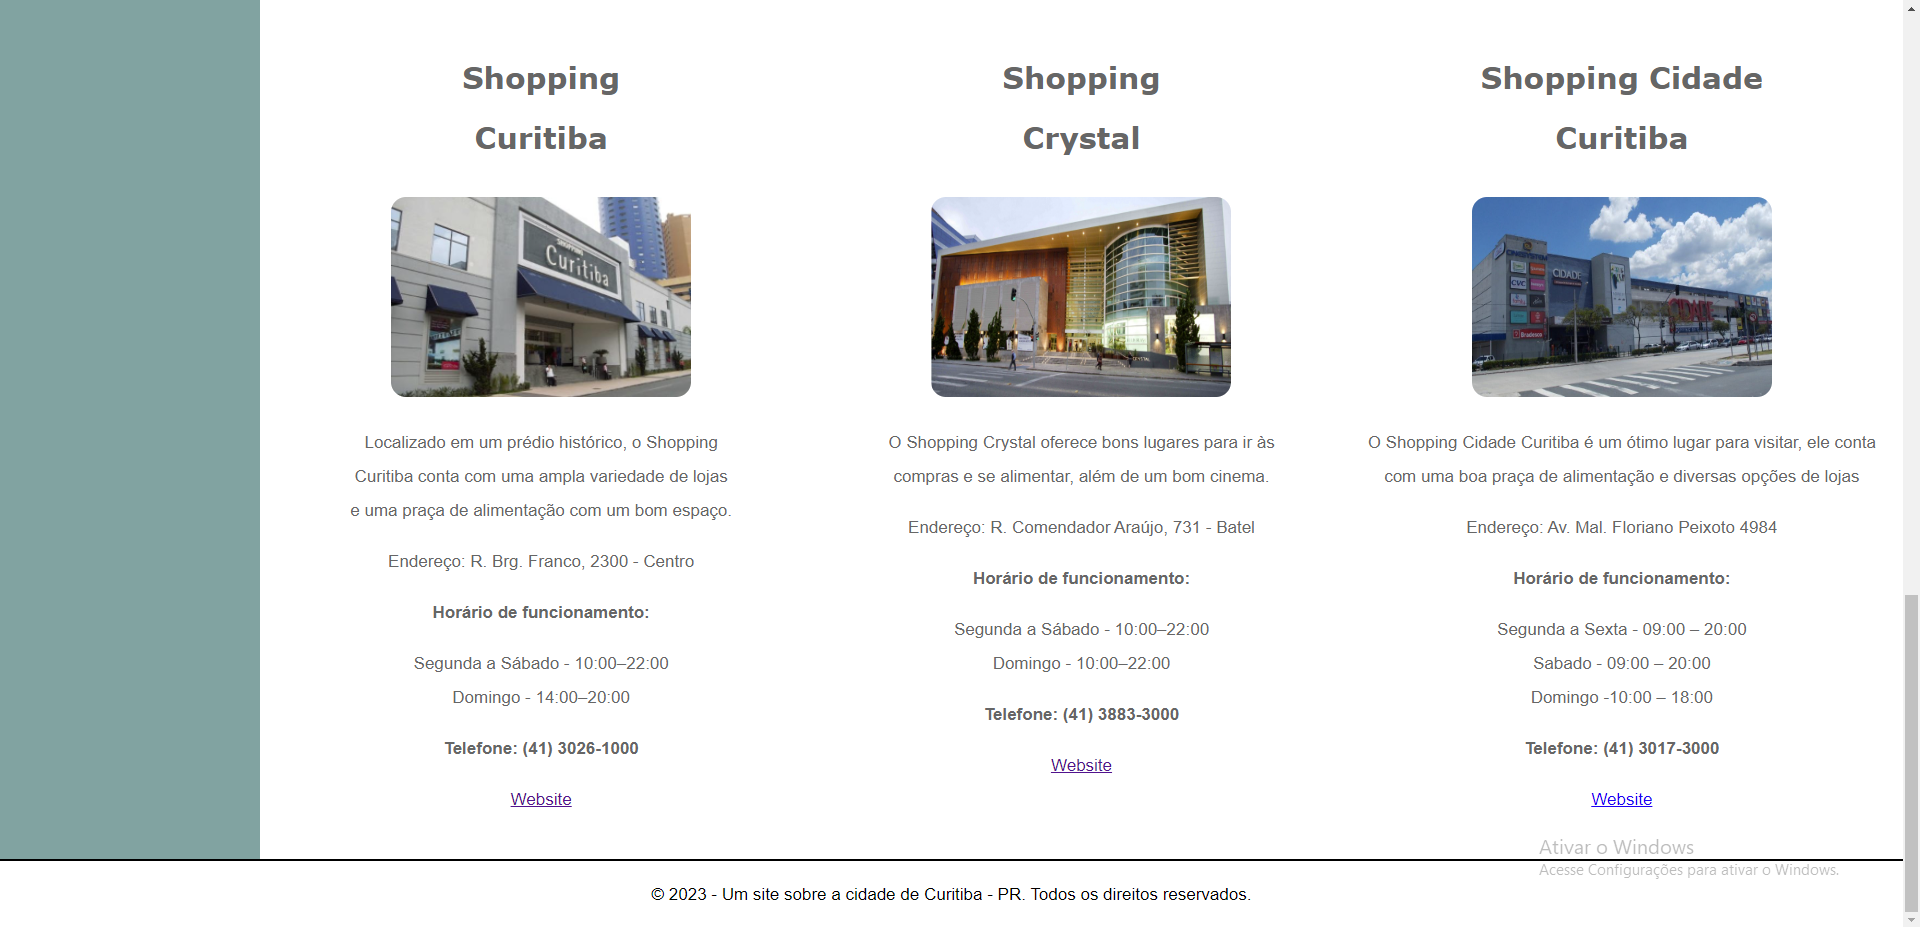 Shopping
Curitiba
SHOPPING
Curitiba
Localizado em um prédio histórico, o Shopping
Curitiba conta com uma ampla variedade de lojas
e uma praça de alimentação com um bom espaço.
Endereço: R. Brg. Franco, 2300 - Centro
Horário de funcionamento:
Segunda a Sábado - 10:00–22:00
Domingo - 14:00–20:00
Telefone: (41) 3026-1000
Website
Shopping
Crystal
CRYSTAL
O Shopping Crystal oferece bons lugares para ir às
compras e se alimentar, além de um bom cinema.
Endereço: R. Comendador Araújo, 731 - Batel
Horário de funcionamento:
Segunda a Sábado - 10:00–22:00
Domingo - 10:00–22:00
Telefone: (41) 3883-3000
Website
Shopping Cidade
Curitiba
CINESYSTEM
CIDADE
CVC
CIDADE
Bradesco
O Shopping Cidade Curitiba é um ótimo lugar para visitar, ele conta
com uma boa praça de alimentação e diversas opções de lojas
Endereço: Av. Mal. Floriano Peixoto 4984
Horário de funcionamento:
Segunda a Sexta - 09:00 – 20:00
Sabado - 09:00 – 20:00
Domingo -10:00 – 18:00
Telefone: (41) 3017-3000
Website
Ativar o Windows
Acesse Configurações para ativar o Windows.
© 2023 - Um site sobre a cidade de Curitiba - PR. Todos os direitos reservados.